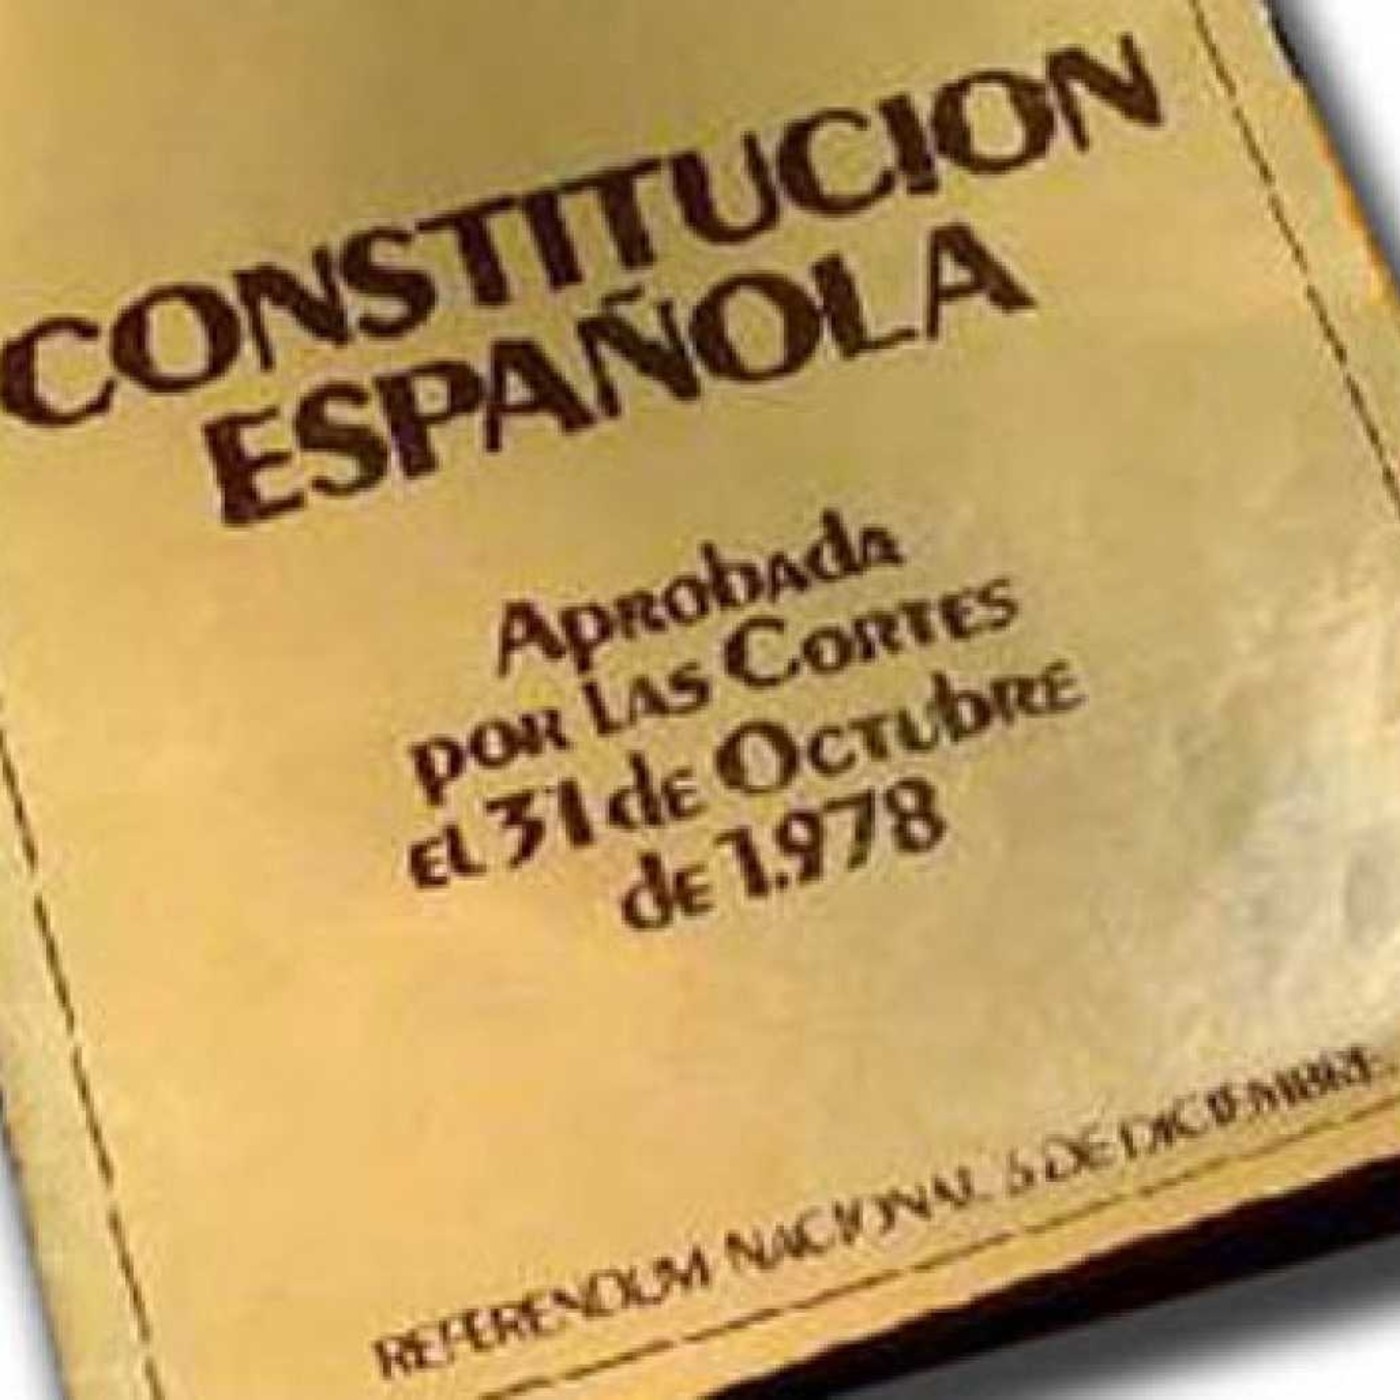 CONSTITUCION
ESPAÑOLA
Aprobada
por las Cortes
el 31 de Octubre
de 1.978
REFERENDUM NACIONAL 6 DE DICIEMBRE